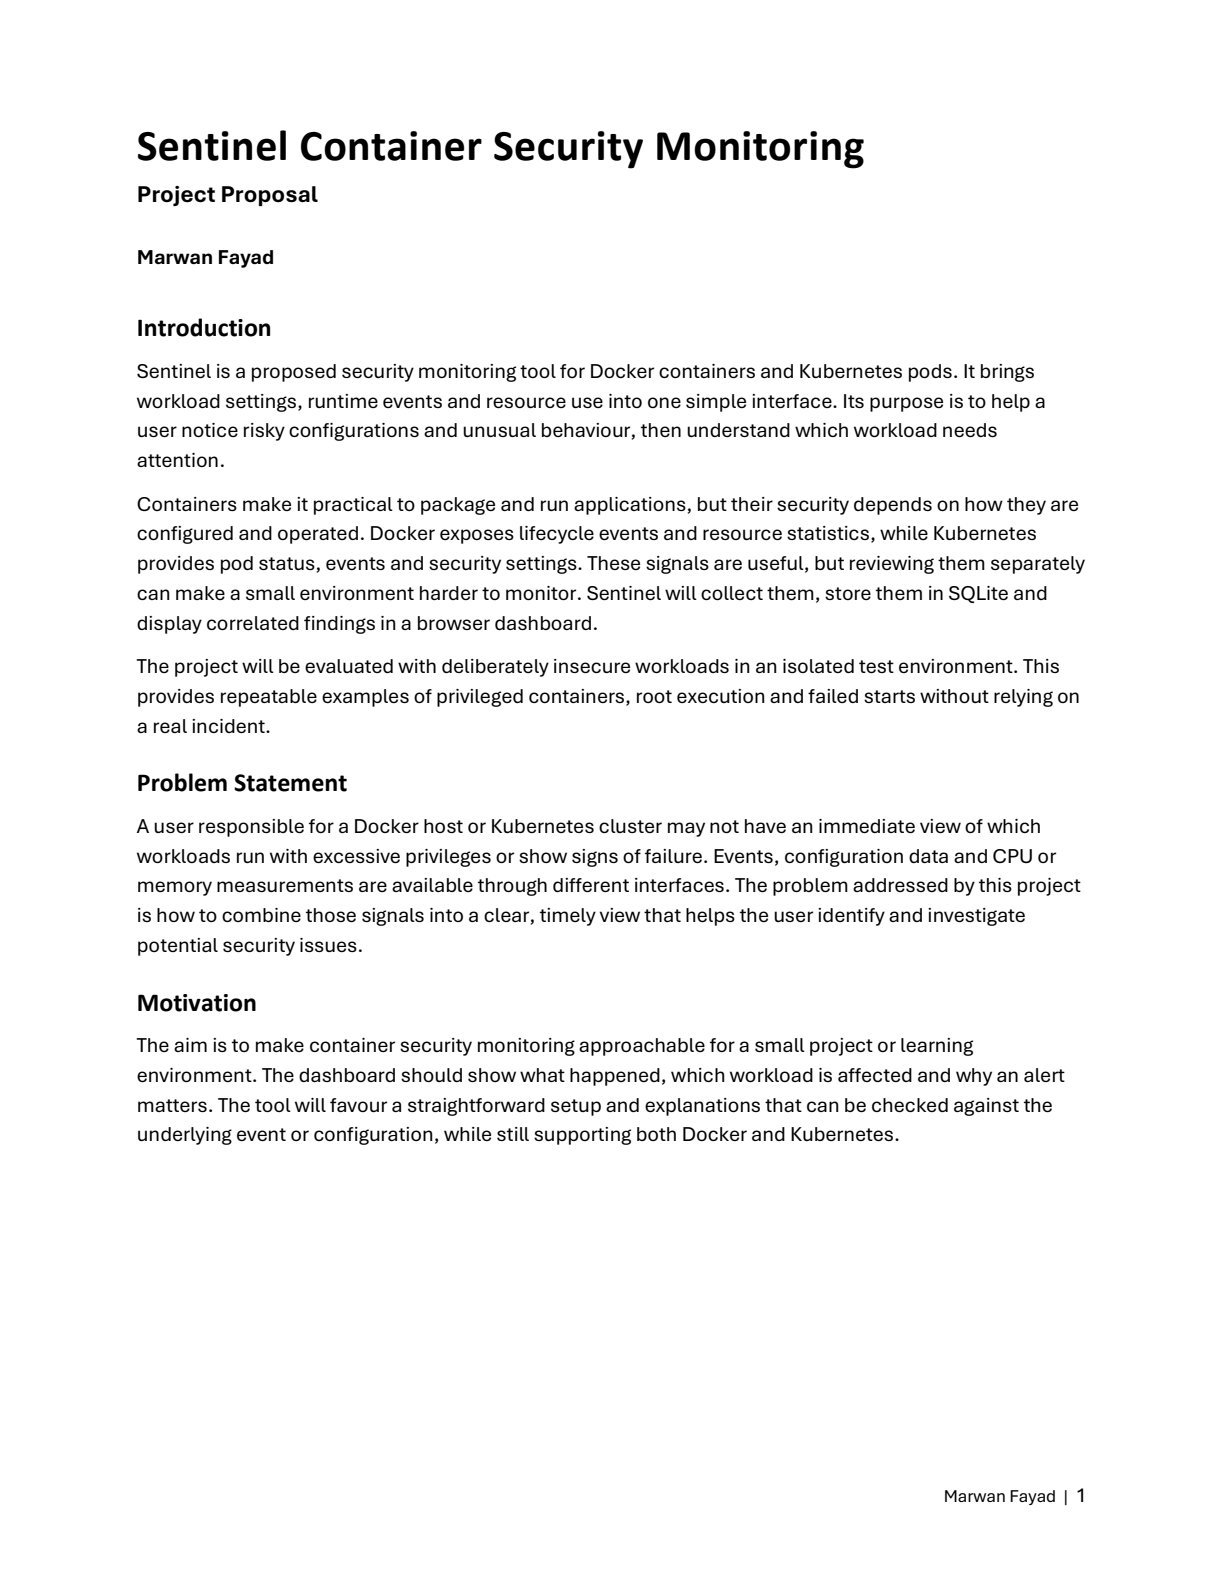 Sentinel Container Security Monitoring
Project Proposal
Marwan Fayad
Introduction
Sentinel is a proposed security monitoring tool for Docker containers and Kubernetes pods. It brings
workload settings, runtime events and resource use into one simple interface. Its purpose is to help a
user notice risky configurations and unusual behaviour, then understand which workload needs
attention.
Containers make it practical to package and run applications, but their security depends on how they are
configured and operated. Docker exposes lifecycle events and resource statistics, while Kubernetes
provides pod status, events and security settings. These signals are useful, but reviewing them separately
can make a small environment harder to monitor. Sentinel will collect them, store them in SQLite and
display correlated findings in a browser dashboard.
The project will be evaluated with deliberately insecure workloads in an isolated test environment. This
provides repeatable examples of privileged containers, root execution and failed starts without relying on
a real incident.
Problem Statement
A user responsible for a Docker host or Kubernetes cluster may not have an immediate view of which
workloads run with excessive privileges or show signs of failure. Events, configuration data and CPU or
memory measurements are available through different interfaces. The problem addressed by this project
is how to combine those signals into a clear, timely view that helps the user identify and investigate
potential security issues.
Motivation
The aim is to make container security monitoring approachable for a small project or learning
environment. The dashboard should show what happened, which workload is affected and why an alert
matters. The tool will favour a straightforward setup and explanations that can be checked against the
underlying event or configuration, while still supporting both Docker and Kubernetes.
Marwan Fayad | 1